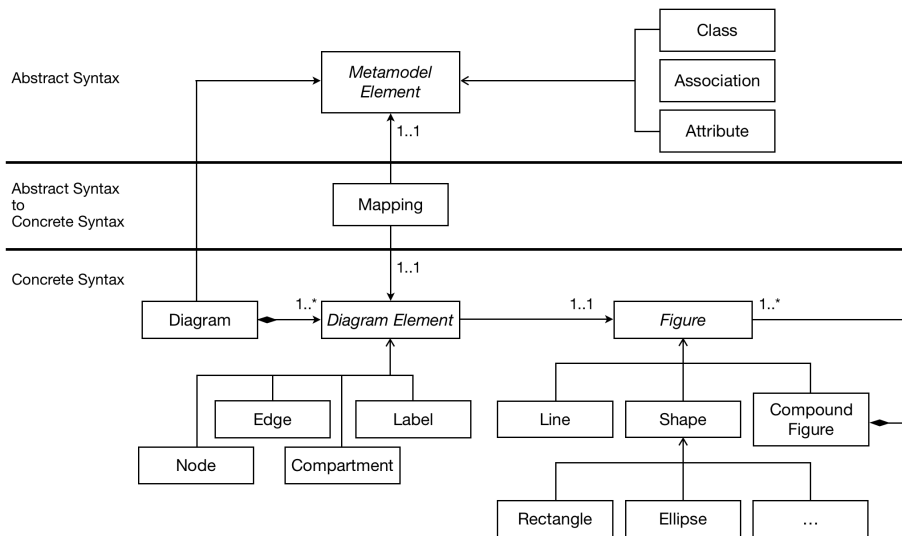 Class
Abstract Syntax
Metamodel
Element
Association
Attribute
1..1
Abstract Syntax
to
Concrete Syntax
Mapping
1..1
Concrete Syntax
1..*
1..1
1..*
Diagram
Diagram Element
Figure
Edge
Label
Line
Shape
Compound
Figure
Node
Compartment
Rectangle
Ellipse
...